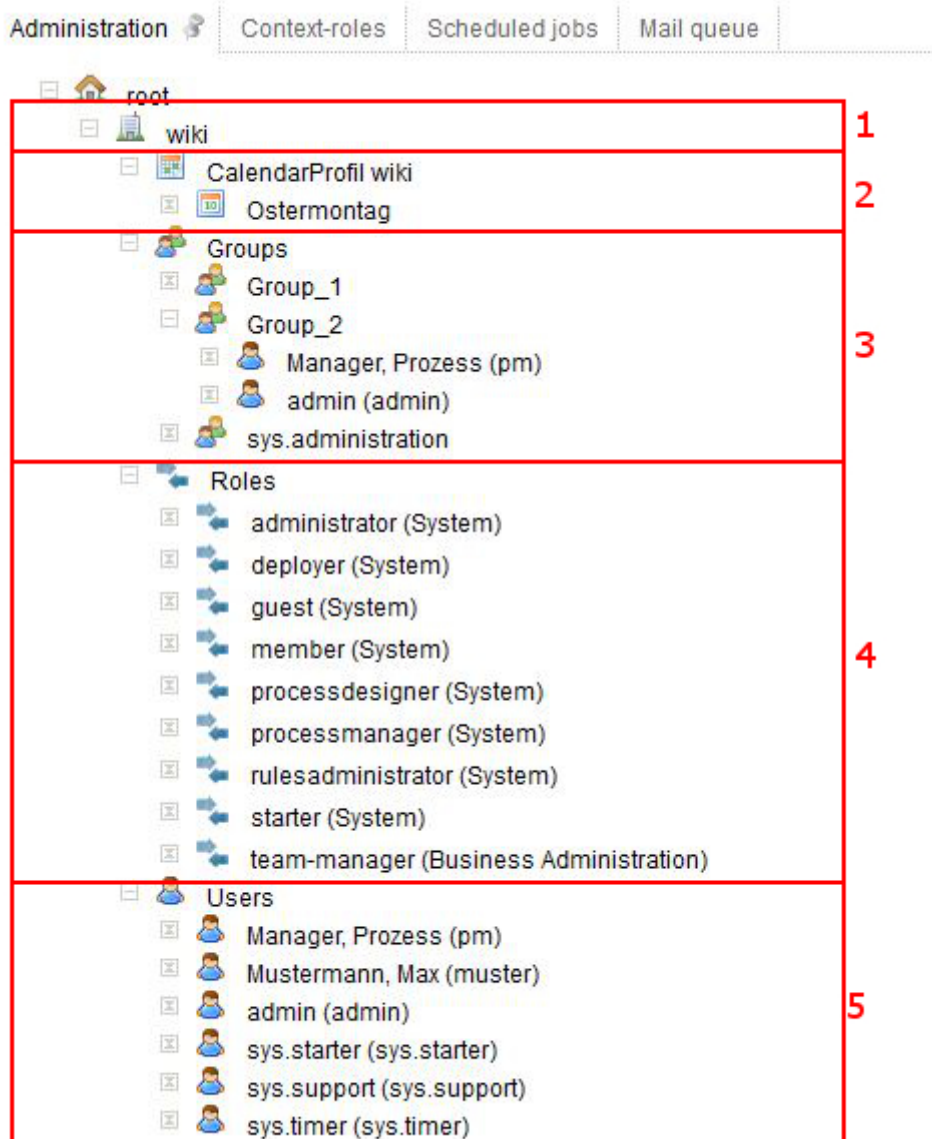 Administration Context-roles Scheduled jobs Mail queue
root
wiki 1
CalendarProfil wiki
Ostermontag 2
Groups
Group_1
Group_2
3
Manager, Prozess (pm)
admin (admin)
sys.administration
Roles
administrator (System)
deployer (System)
guest (System)
member (System) 4
processdesigner (System)
processmanager (System)
rulesadministrator (System)
starter (System)
team-manager (Business Administration)
Users
Manager, Prozess (pm)
Mustermann, Max (muster)
admin (admin) 5
sys.starter (sys.starter)
sys.support (sys.support)
sys.timer (sys.timer)